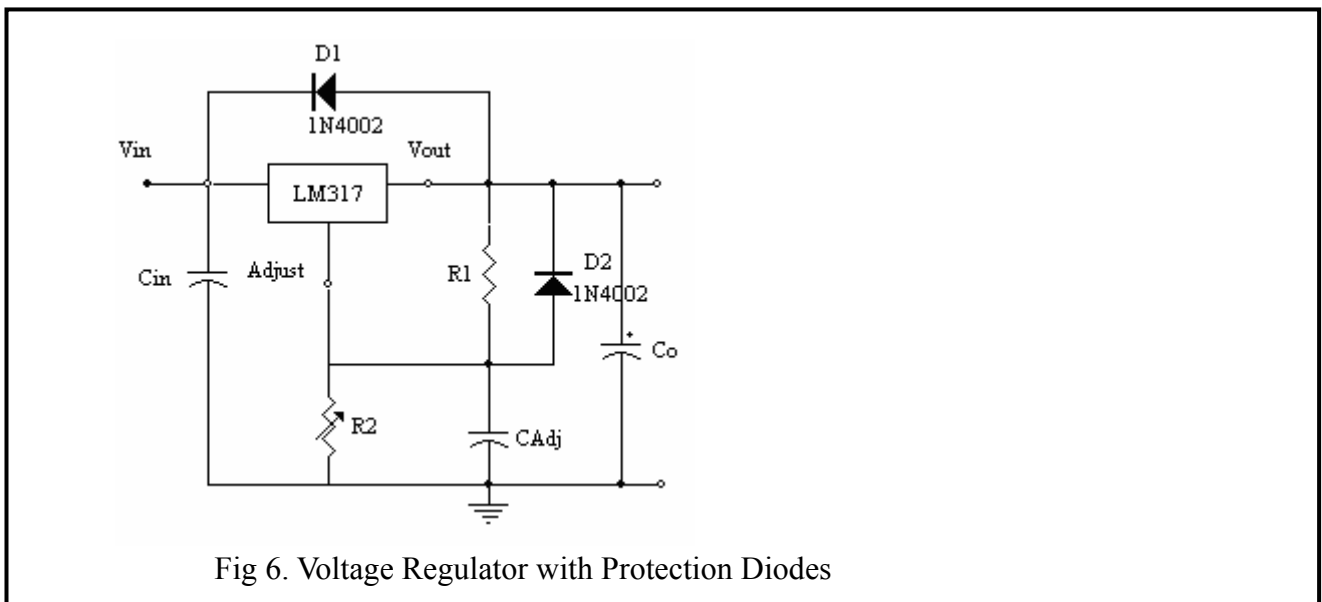 D1
1N4002
Vin
Vout
LM317
Cin
Adjust
R1
D2
1N4002
Co
R2
CAdj
Fig 6. Voltage Regulator with Protection Diodes